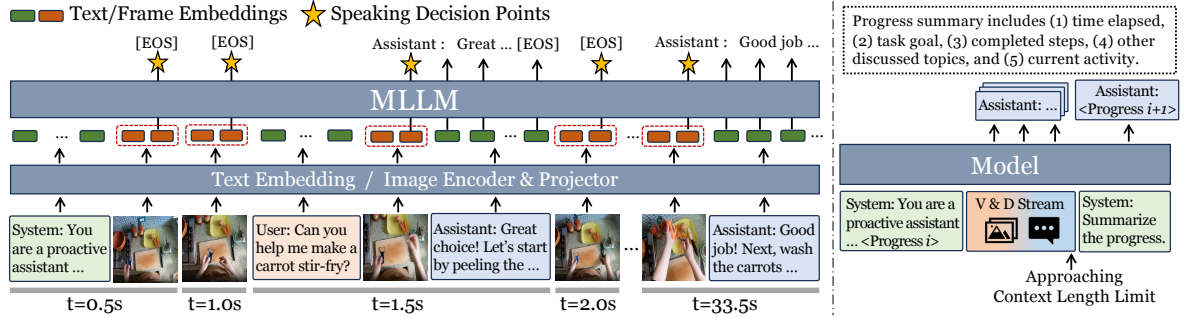 Text/Frame Embeddings
Speaking Decision Points
[EOS]
[EOS]
Assistant :
Great ...
[EOS]
[EOS]
Assistant :
Good job ...
MLLM
...
...
...
...
...
Text Embedding / Image Encoder & Projector
System: You
are a proactive
assistant ...
User: Can you
help me make a
carrot stir-fry?
Assistant: Great
choice! Let's start
by peeling the ...
...
Assistant: Good
job! Next, wash
the carrots ...
t=0.5s
t=1.0s
t=1.5s
t=2.0s
t=33.5s
Progress summary includes (1) time elapsed,
(2) task goal, (3) completed steps, (4) other
discussed topics, and (5) current activity.
Assistant: ...
Assistant:
<Progress i+1>
Model
System: You are a
proactive assistant
... <Progress i>
V & D Stream
System:
Summarize
the progress.
Approaching
Context Length Limit